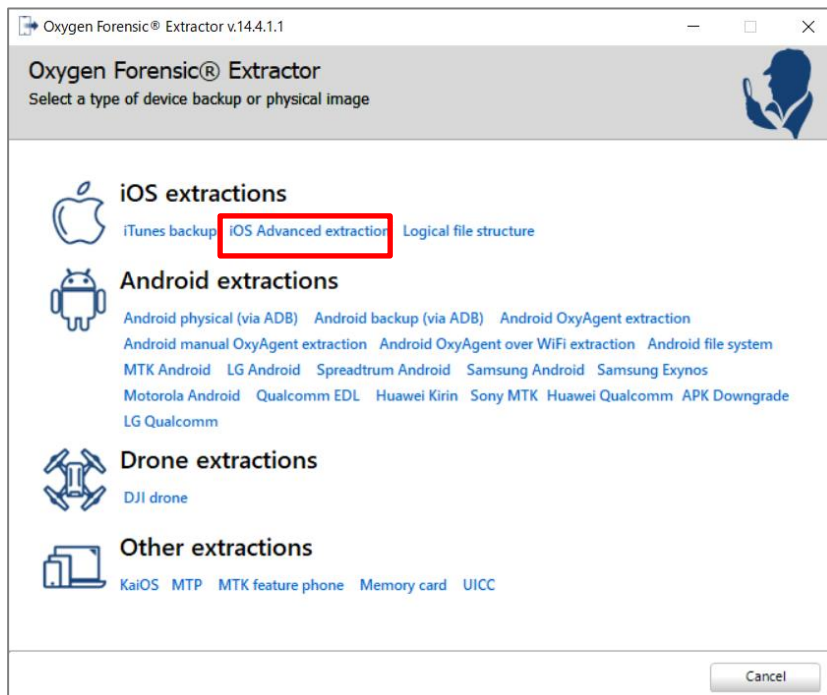 Oxygen Forensic® Extractor v.14.4.1.1
Oxygen Forensic® Extractor
Select a type of device backup or physical image
iOS extractions
iTunes backup iOS Advanced extraction Logical file structure
Android extractions
Android physical (via ADB) Android backup (via ADB) Android OxyAgent extraction
Android manual OxyAgent extraction Android OxyAgent over WiFi extraction Android file system
MTK Android LG Android Spreadtrum Android Samsung Android Samsung Exynos
Motorola Android Qualcomm EDL Huawei Kirin Sony MTK Huawei Qualcomm APK Downgrade
LG Qualcomm
Drone extractions
DJI drone
Other extractions
KaiOS MTP MTK feature phone Memory card UICC
Cancel